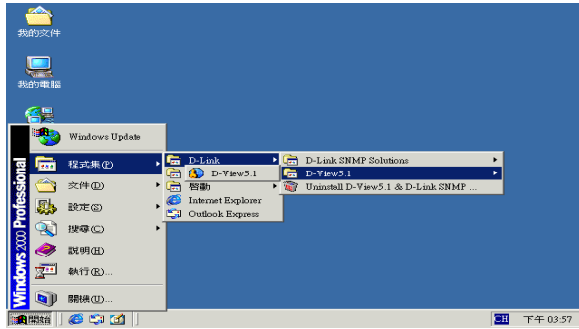 我的文件
我的電腦
Windows 2000 Professional
Windows Update
程式集(P)
文件(D)
設定(S)
搜尋(C)
說明(H)
執行(R)...
關機(U)...
D-Link
D-View5.1
啓動
Internet Explorer
Outlook Express
D-Link SNMP Solutions
D-View5.1
Uninstall D-View5.1 & D-Link SNMP ...
開始
CH
下午 03:57